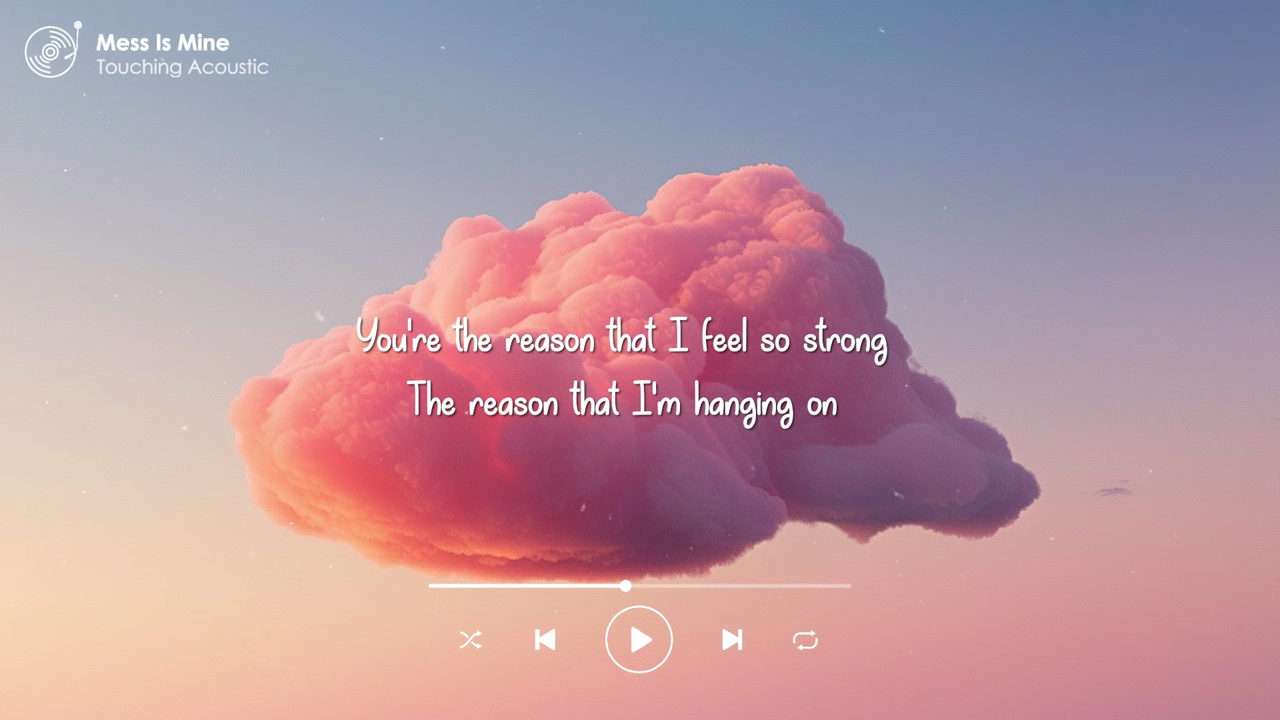 Mess Is Mine
Touching Acoustic
You're the reason that I feel so strong
The reason that I'm hanging on